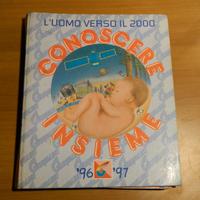 L'UOMO VERSO IL 2000
CONOSCERE
INSIEME
'96 '97